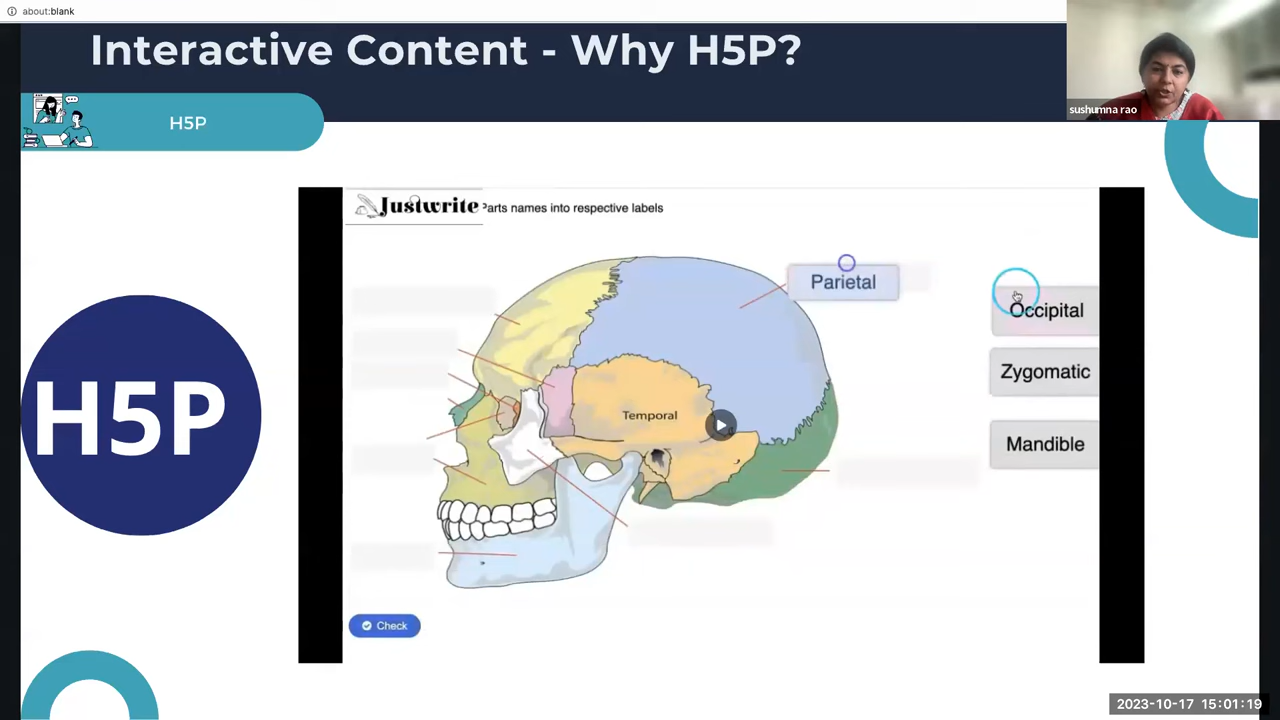 about:blank
Interactive Content - Why H5P?
sushumna rao
H5P
Justwrite
Parts names into respective labels
Parietal
Occipital
Zygomatic
Temporal
Mandible
H5P
Check
2023-10-17 15:01:19